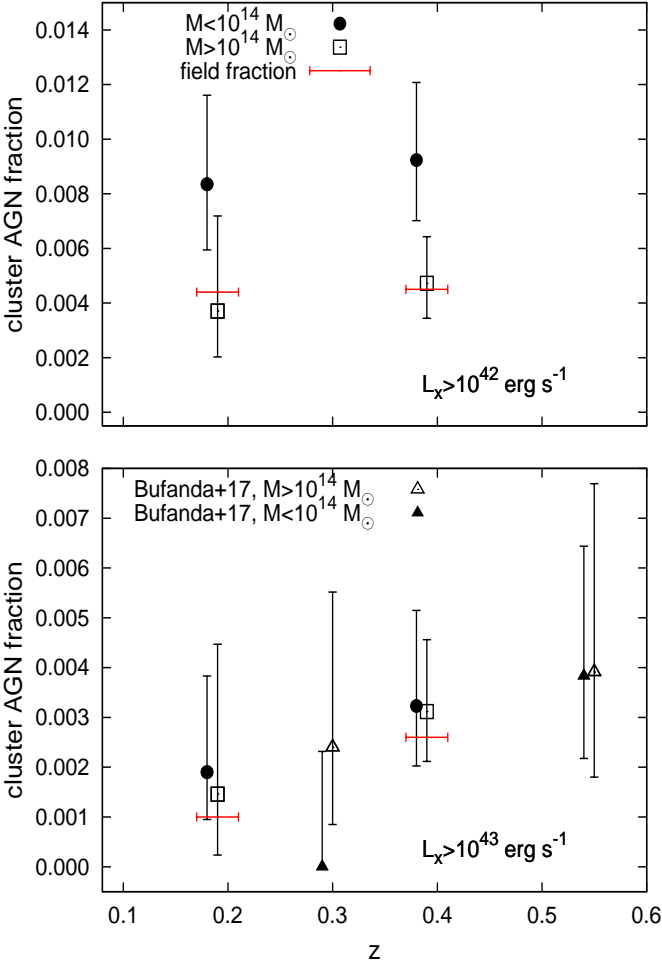 M<10^14 M⊙
M>10^14 M⊙
field fraction
0.014
0.012
0.010
0.008
0.006
0.004
0.002
0.000
cluster AGN fraction
Lx>10^42 erg s^-1
Bufanda+17, M>10^14 M⊙
Bufanda+17, M<10^14 M⊙
0.008
0.007
0.006
0.005
0.004
0.003
0.002
0.001
0.000
cluster AGN fraction
Lx>10^43 erg s^-1
0.1 0.2 0.3 0.4 0.5 0.6
z